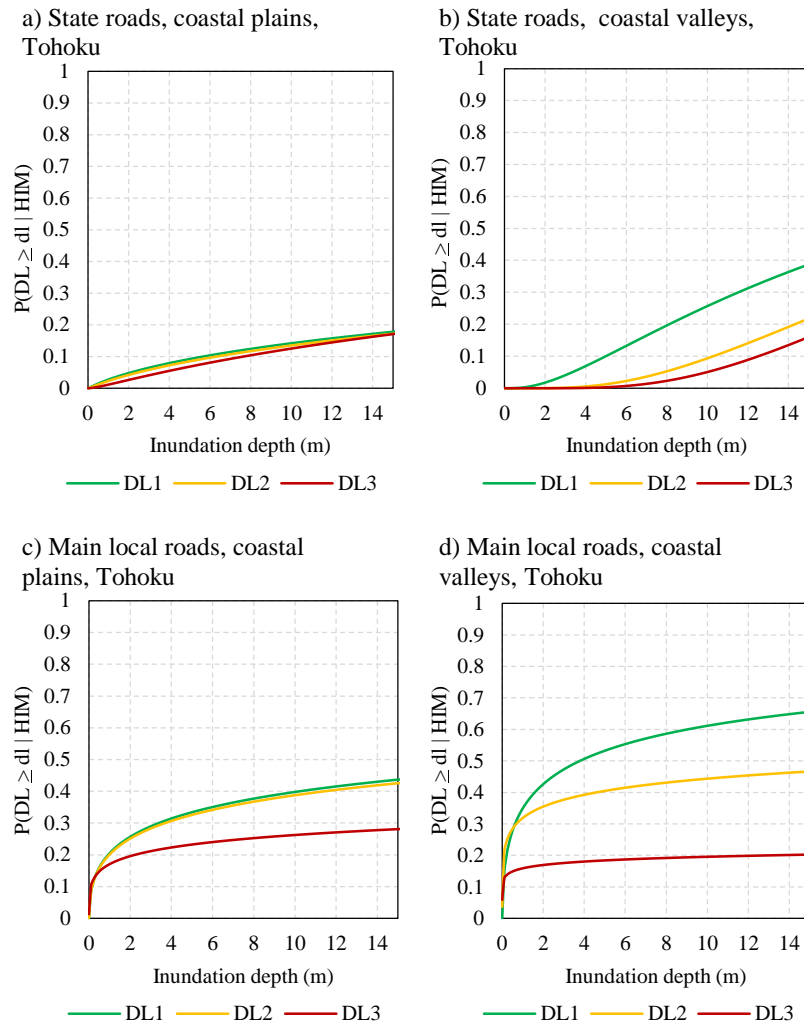 a) State roads, coastal plains,
Tohoku
1
0.9
0.8
0.7
0.6
0.5
0.4
0.3
0.2
0.1
0
P(DL ≥ dl | HIM)
0 2 4 6 8 10 12 14
Inundation depth (m)
DL1 DL2 DL3
b) State roads, coastal valleys,
Tohoku
1
0.9
0.8
0.7
0.6
0.5
0.4
0.3
0.2
0.1
0
P(DL ≥ dl | HIM)
0 2 4 6 8 10 12 14
Inundation depth (m)
DL1 DL2 DL3
c) Main local roads, coastal
plains, Tohoku
1
0.9
0.8
0.7
0.6
0.5
0.4
0.3
0.2
0.1
0
P(DL ≥ dl | HIM)
0 2 4 6 8 10 12 14
Inundation depth (m)
DL1 DL2 DL3
d) Main local roads, coastal
valleys, Tohoku
1
0.9
0.8
0.7
0.6
0.5
0.4
0.3
0.2
0.1
0
P(DL ≥ dl | HIM)
0 2 4 6 8 10 12 14
Inundation depth (m)
DL1 DL2 DL3